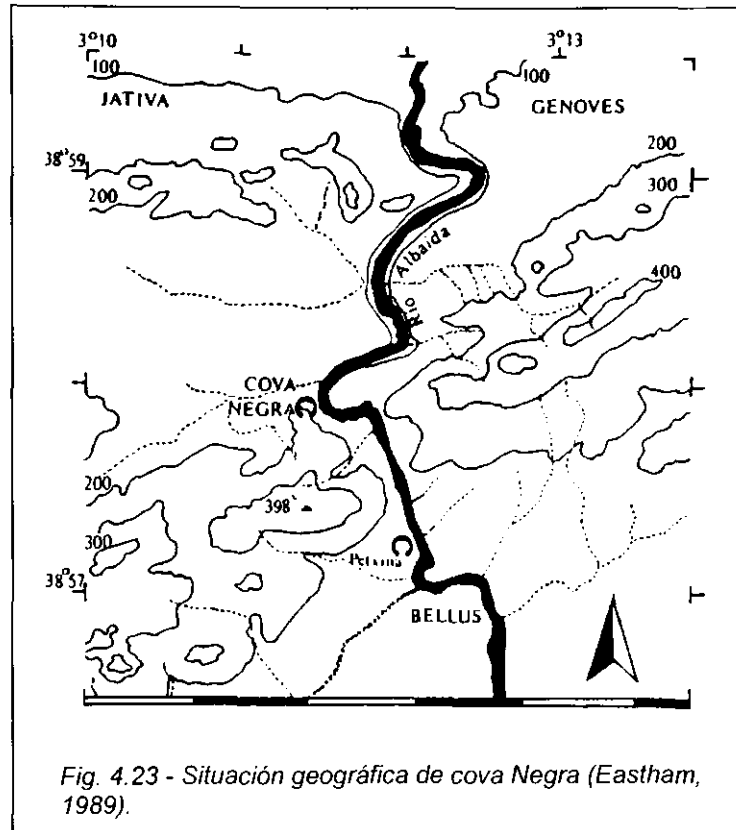 3°10 3°13
100 100
JATIVA GENOVES
38°59 200
200 300
Albaida 400
Rio
COVA
NEGRA
200
398
300
Petxina
38°57
BELLUS
Fig. 4.23 - Situación geográfica de cova Negra (Eastham,
1989).